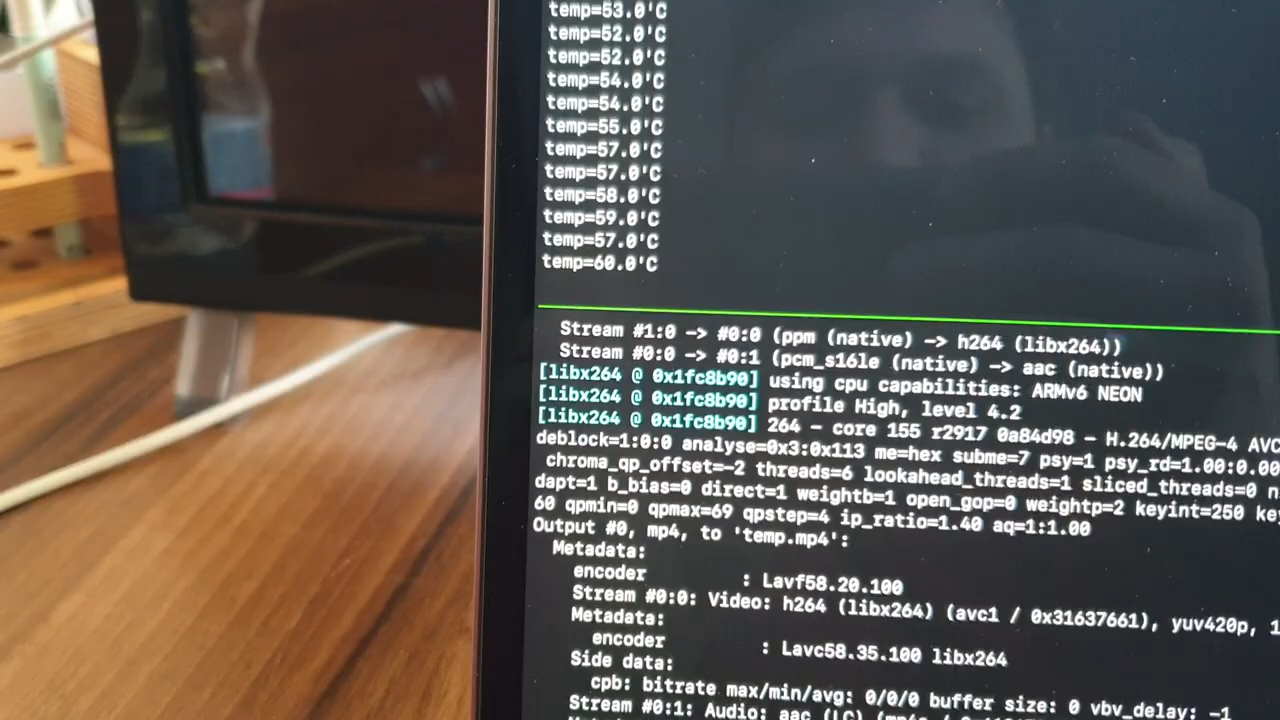 temp=53.0'C
temp=52.0'C
temp=52.0'C
temp=54.0'C
temp=54.0'C
temp=55.0'C
temp=57.0'C
temp=57.0'C
temp=58.0'C
temp=59.0'C
temp=57.0'C
temp=60.0'C
Stream #1:0 -> #0:0 (ppm (native) -> h264 (libx264))
Stream #0:0 -> #0:1 (pcm_s16le (native) -> aac (native))
[libx264 @ 0x1fc8b90] using cpu capabilities: ARMv6 NEON
[libx264 @ 0x1fc8b90] profile High, level 4.2
[libx264 @ 0x1fc8b90] 264 - core 155 r2917 0a84d98 - H.264/MPEG-4 AVC
deblock=1:0:0 analyse=0x3:0x113 me=hex subme=7 psy=1 psy_rd=1.00:0.00
chroma_qp_offset=-2 threads=6 lookahead_threads=1 sliced_threads=0 n
dapt=1 b_bias=0 direct=1 weightb=1 open_gop=0 weightp=2 keyint=250 key
60 qpmin=0 qpmax=69 qpstep=4 ip_ratio=1.40 aq=1:1.00
Output #0, mp4, to 'temp.mp4':
Metadata:
encoder : Lavf58.20.100
Stream #0:0: Video: h264 (libx264) (avc1 / 0x31637661), yuv420p, 1
Metadata:
encoder : Lavc58.35.100 libx264
Side data:
cpb: bitrate max/min/avg: 0/0/0 buffer size: 0 vbv_delay: -1
Stream #0:1: Audio: aac (LC)